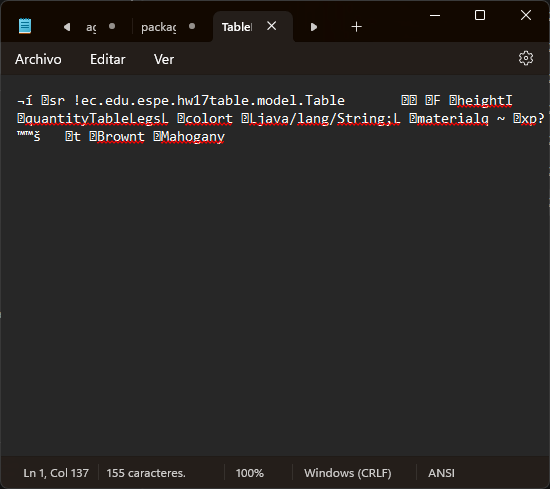 ag
packag
Tablel
Archivo Editar Ver
¬í □sr !ec.edu.espe.hw17table.model.Table □□ □F □heightI
□quantityTableLegsL □colort □Ljava/lang/String;L □materialq ~ □xp?
™™š □t □Brownt □Mahogany
Ln 1, Col 137 155 caracteres. 100% Windows (CRLF) ANSI